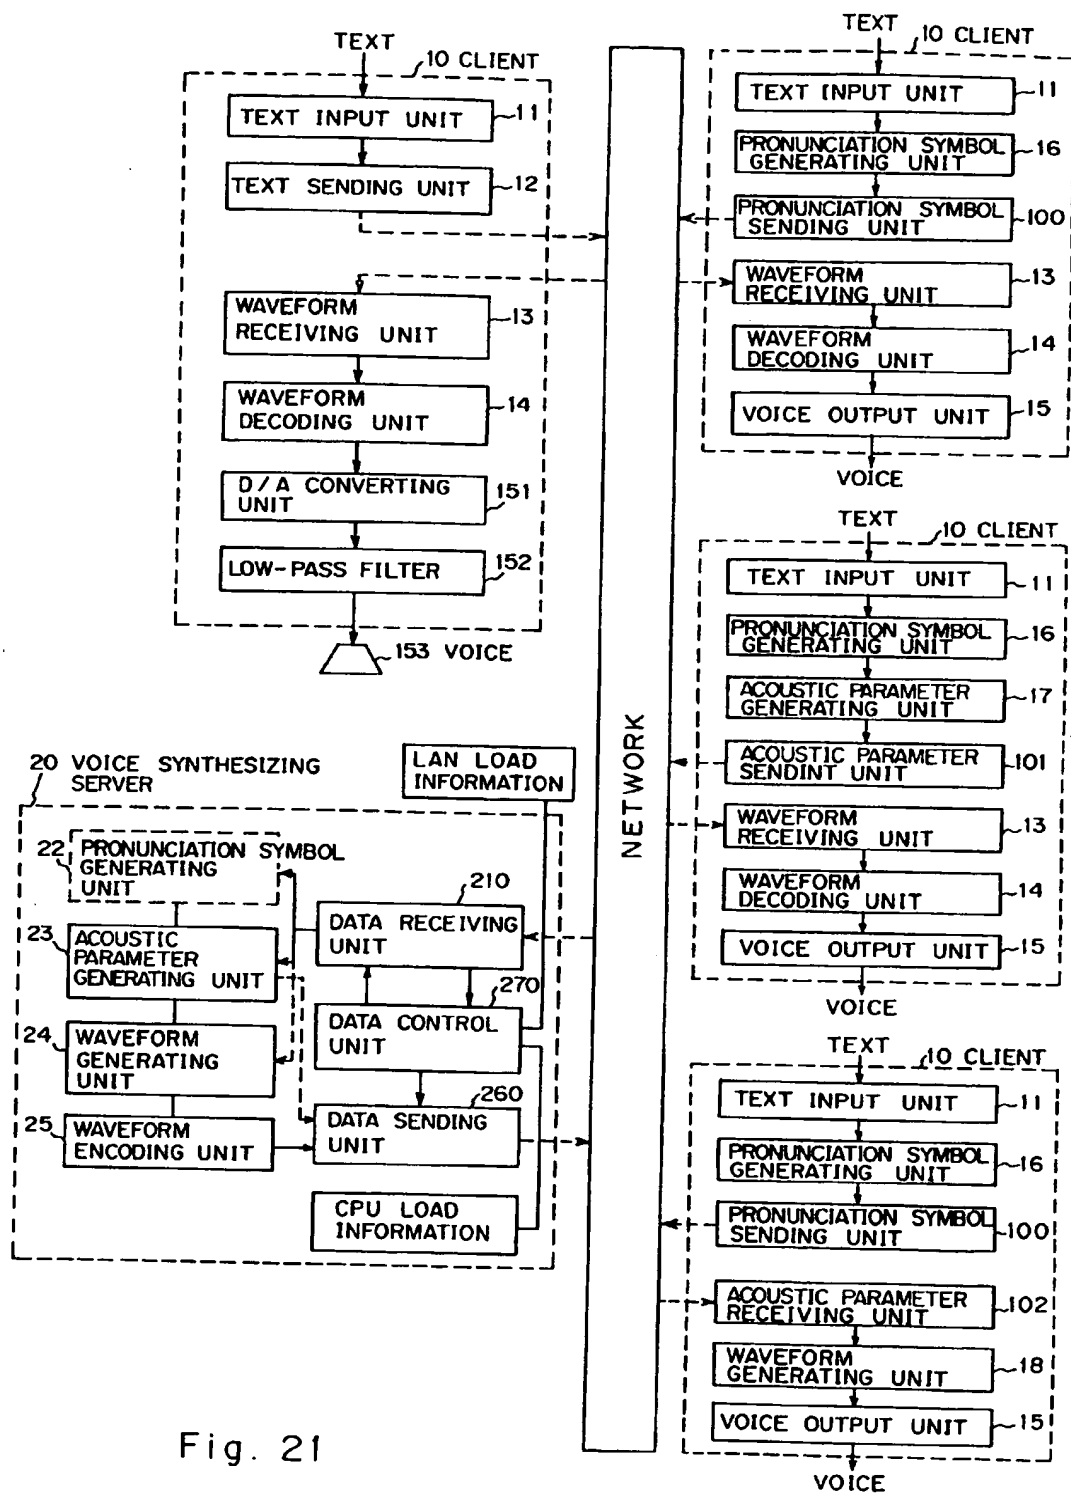 TEXT
10 CLIENT
TEXT INPUT UNIT
11
TEXT SENDING UNIT
12
WAVEFORM
RECEIVING UNIT
13
WAVEFORM
DECODING UNIT
14
D/A CONVERTING
UNIT
151
LOW-PASS FILTER
152
153 VOICE
20 VOICE SYNTHESIZING
SERVER
LAN LOAD
INFORMATION
22
PRONUNCIATION SYMBOL
GENERATING
UNIT
210
DATA RECEIVING
UNIT
23
ACOUSTIC
PARAMETER
GENERATING UNIT
270
DATA CONTROL
UNIT
24
WAVEFORM
GENERATING
UNIT
260
DATA SENDING
UNIT
25
WAVEFORM
ENCODING UNIT
CPU LOAD
INFORMATION
NETWORK
TEXT
10 CLIENT
TEXT INPUT UNIT
11
PRONUNCIATION SYMBOL
GENERATING UNIT
16
PRONUNCIATION SYMBOL
SENDING UNIT
100
WAVEFORM
RECEIVING UNIT
13
WAVEFORM
DECODING UNIT
14
VOICE OUTPUT UNIT
15
VOICE
TEXT
10 CLIENT
TEXT INPUT UNIT
11
PRONUNCIATION SYMBOL
GENERATING UNIT
16
ACOUSTIC PARAMETER
GENERATING UNIT
17
ACOUSTIC PARAMETER
SENDINT UNIT
101
WAVEFORM
RECEIVING UNIT
13
WAVEFORM
DECODING UNIT
14
VOICE OUTPUT UNIT
15
VOICE
TEXT
10 CLIENT
TEXT INPUT UNIT
11
PRONUNCIATION SYMBOL
GENERATING UNIT
16
PRONUNCIATION SYMBOL
SENDING UNIT
100
ACOUSTIC PARAMETER
RECEIVING UNIT
102
WAVEFORM
GENERATING UNIT
18
VOICE OUTPUT UNIT
15
VOICE
Fig. 21